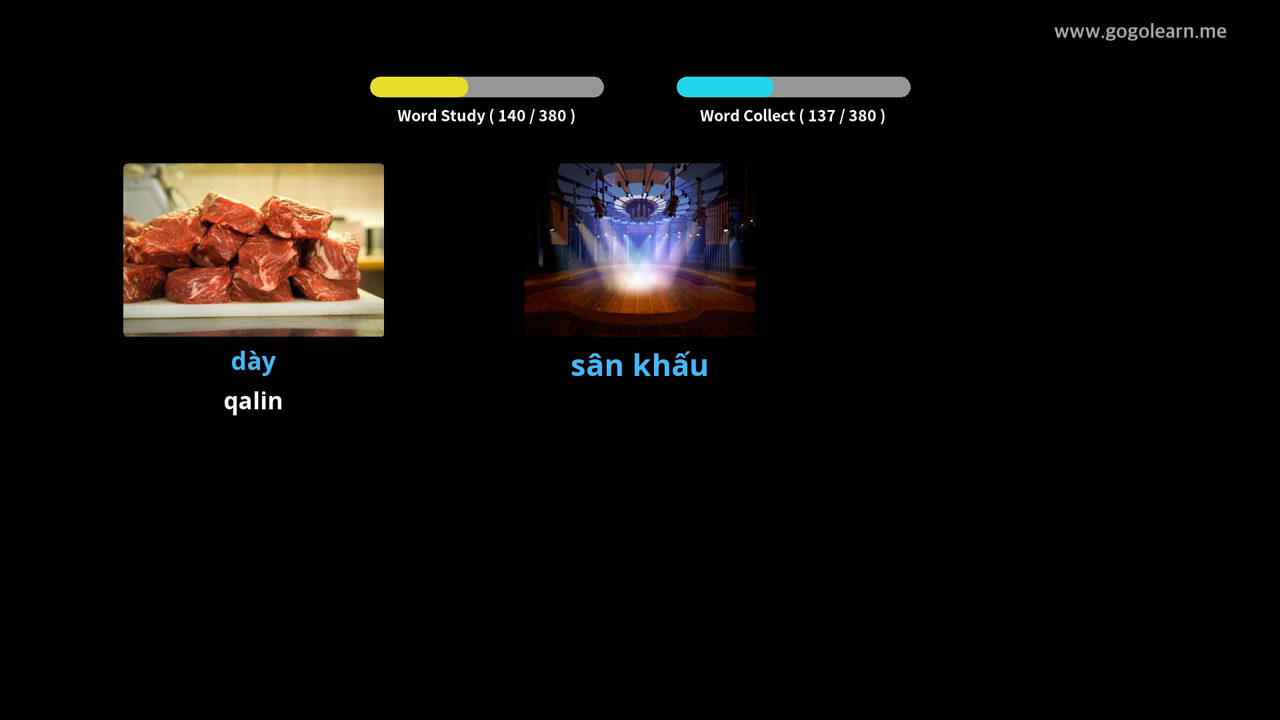 www.gogolearn.me
Word Study ( 140 / 380 )
Word Collect ( 137 / 380 )
dày
qalin
sân khấu